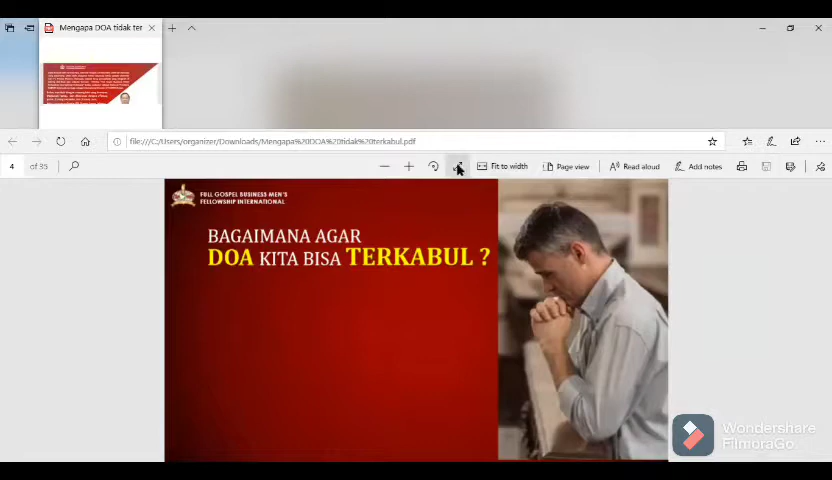 Mengapa DOA tidak ter
file:///C:/Users/organizer/Downloads/Mengapa%20DOA%20tidak%20terkabul.pdf
4 of 35
Fit to width
Page view
Read aloud
Add notes
FULL GOSPEL BUSINESS MEN'S
FELLOWSHIP INTERNATIONAL
BAGAIMANA AGAR
DOA KITA BISA TERKABUL ?
Wondershare
FilmoraGo